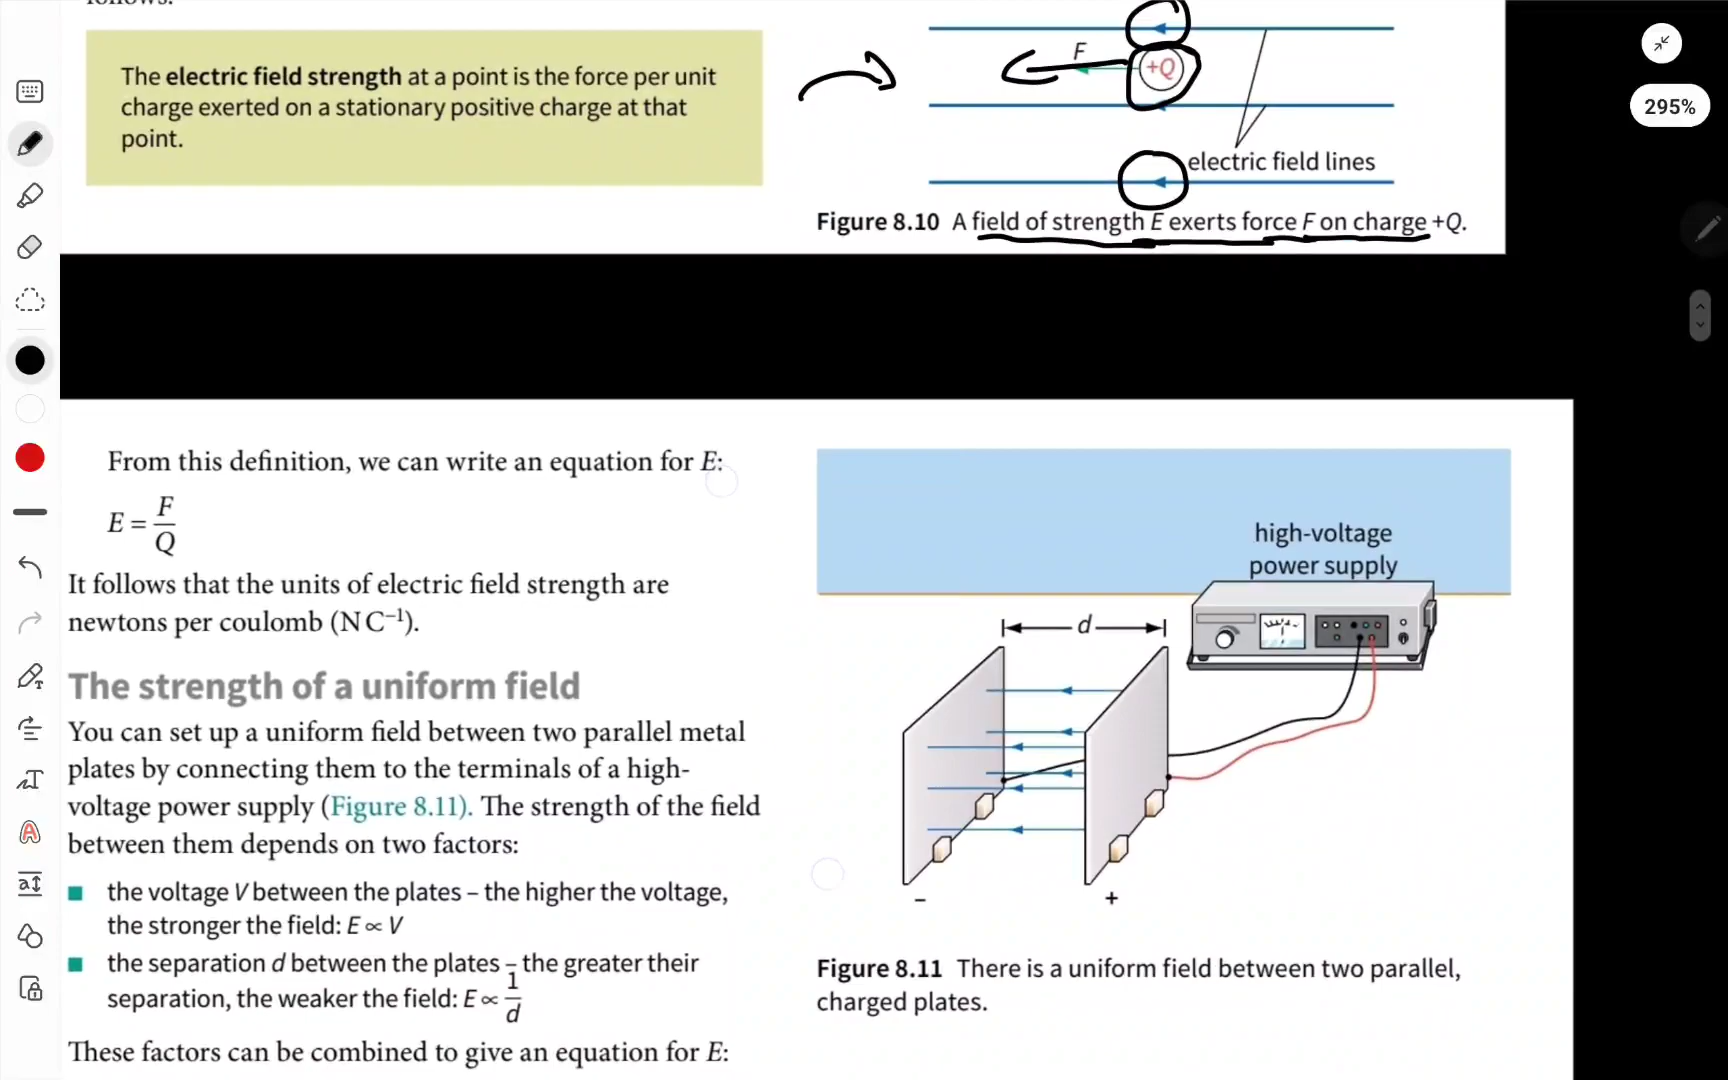 The electric field strength at a point is the force per unit
charge exerted on a stationary positive charge at that
point.
F
+Q
electric field lines
Figure 8.10 A field of strength E exerts force F on charge +Q.
295%
From this definition, we can write an equation for E:
E = F/Q
It follows that the units of electric field strength are
newtons per coulomb (N C⁻¹).
The strength of a uniform field
You can set up a uniform field between two parallel metal
plates by connecting them to the terminals of a high-
voltage power supply (Figure 8.11). The strength of the field
between them depends on two factors:
■ the voltage V between the plates – the higher the voltage,
the stronger the field: E ∝ V
■ the separation d between the plates – the greater their
separation, the weaker the field: E ∝ 1/d
These factors can be combined to give an equation for E:
high-voltage
power supply
d
–
+
Figure 8.11 There is a uniform field between two parallel,
charged plates.